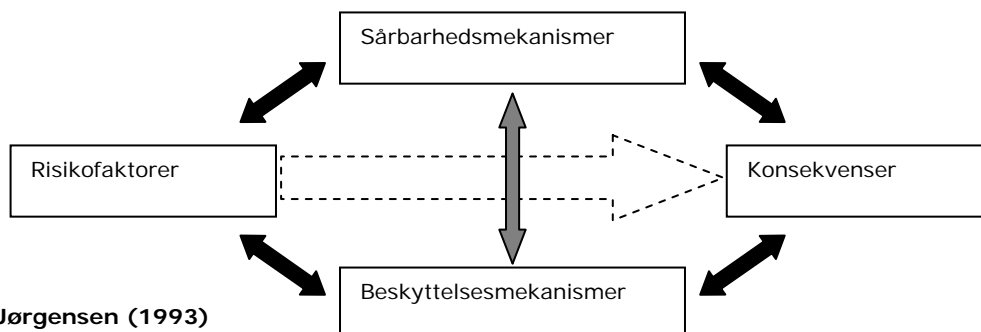 Sårbarhedsmekanismer
Risikofaktorer
Konsekvenser
Beskyttelsesmekanismer
Jørgensen (1993)